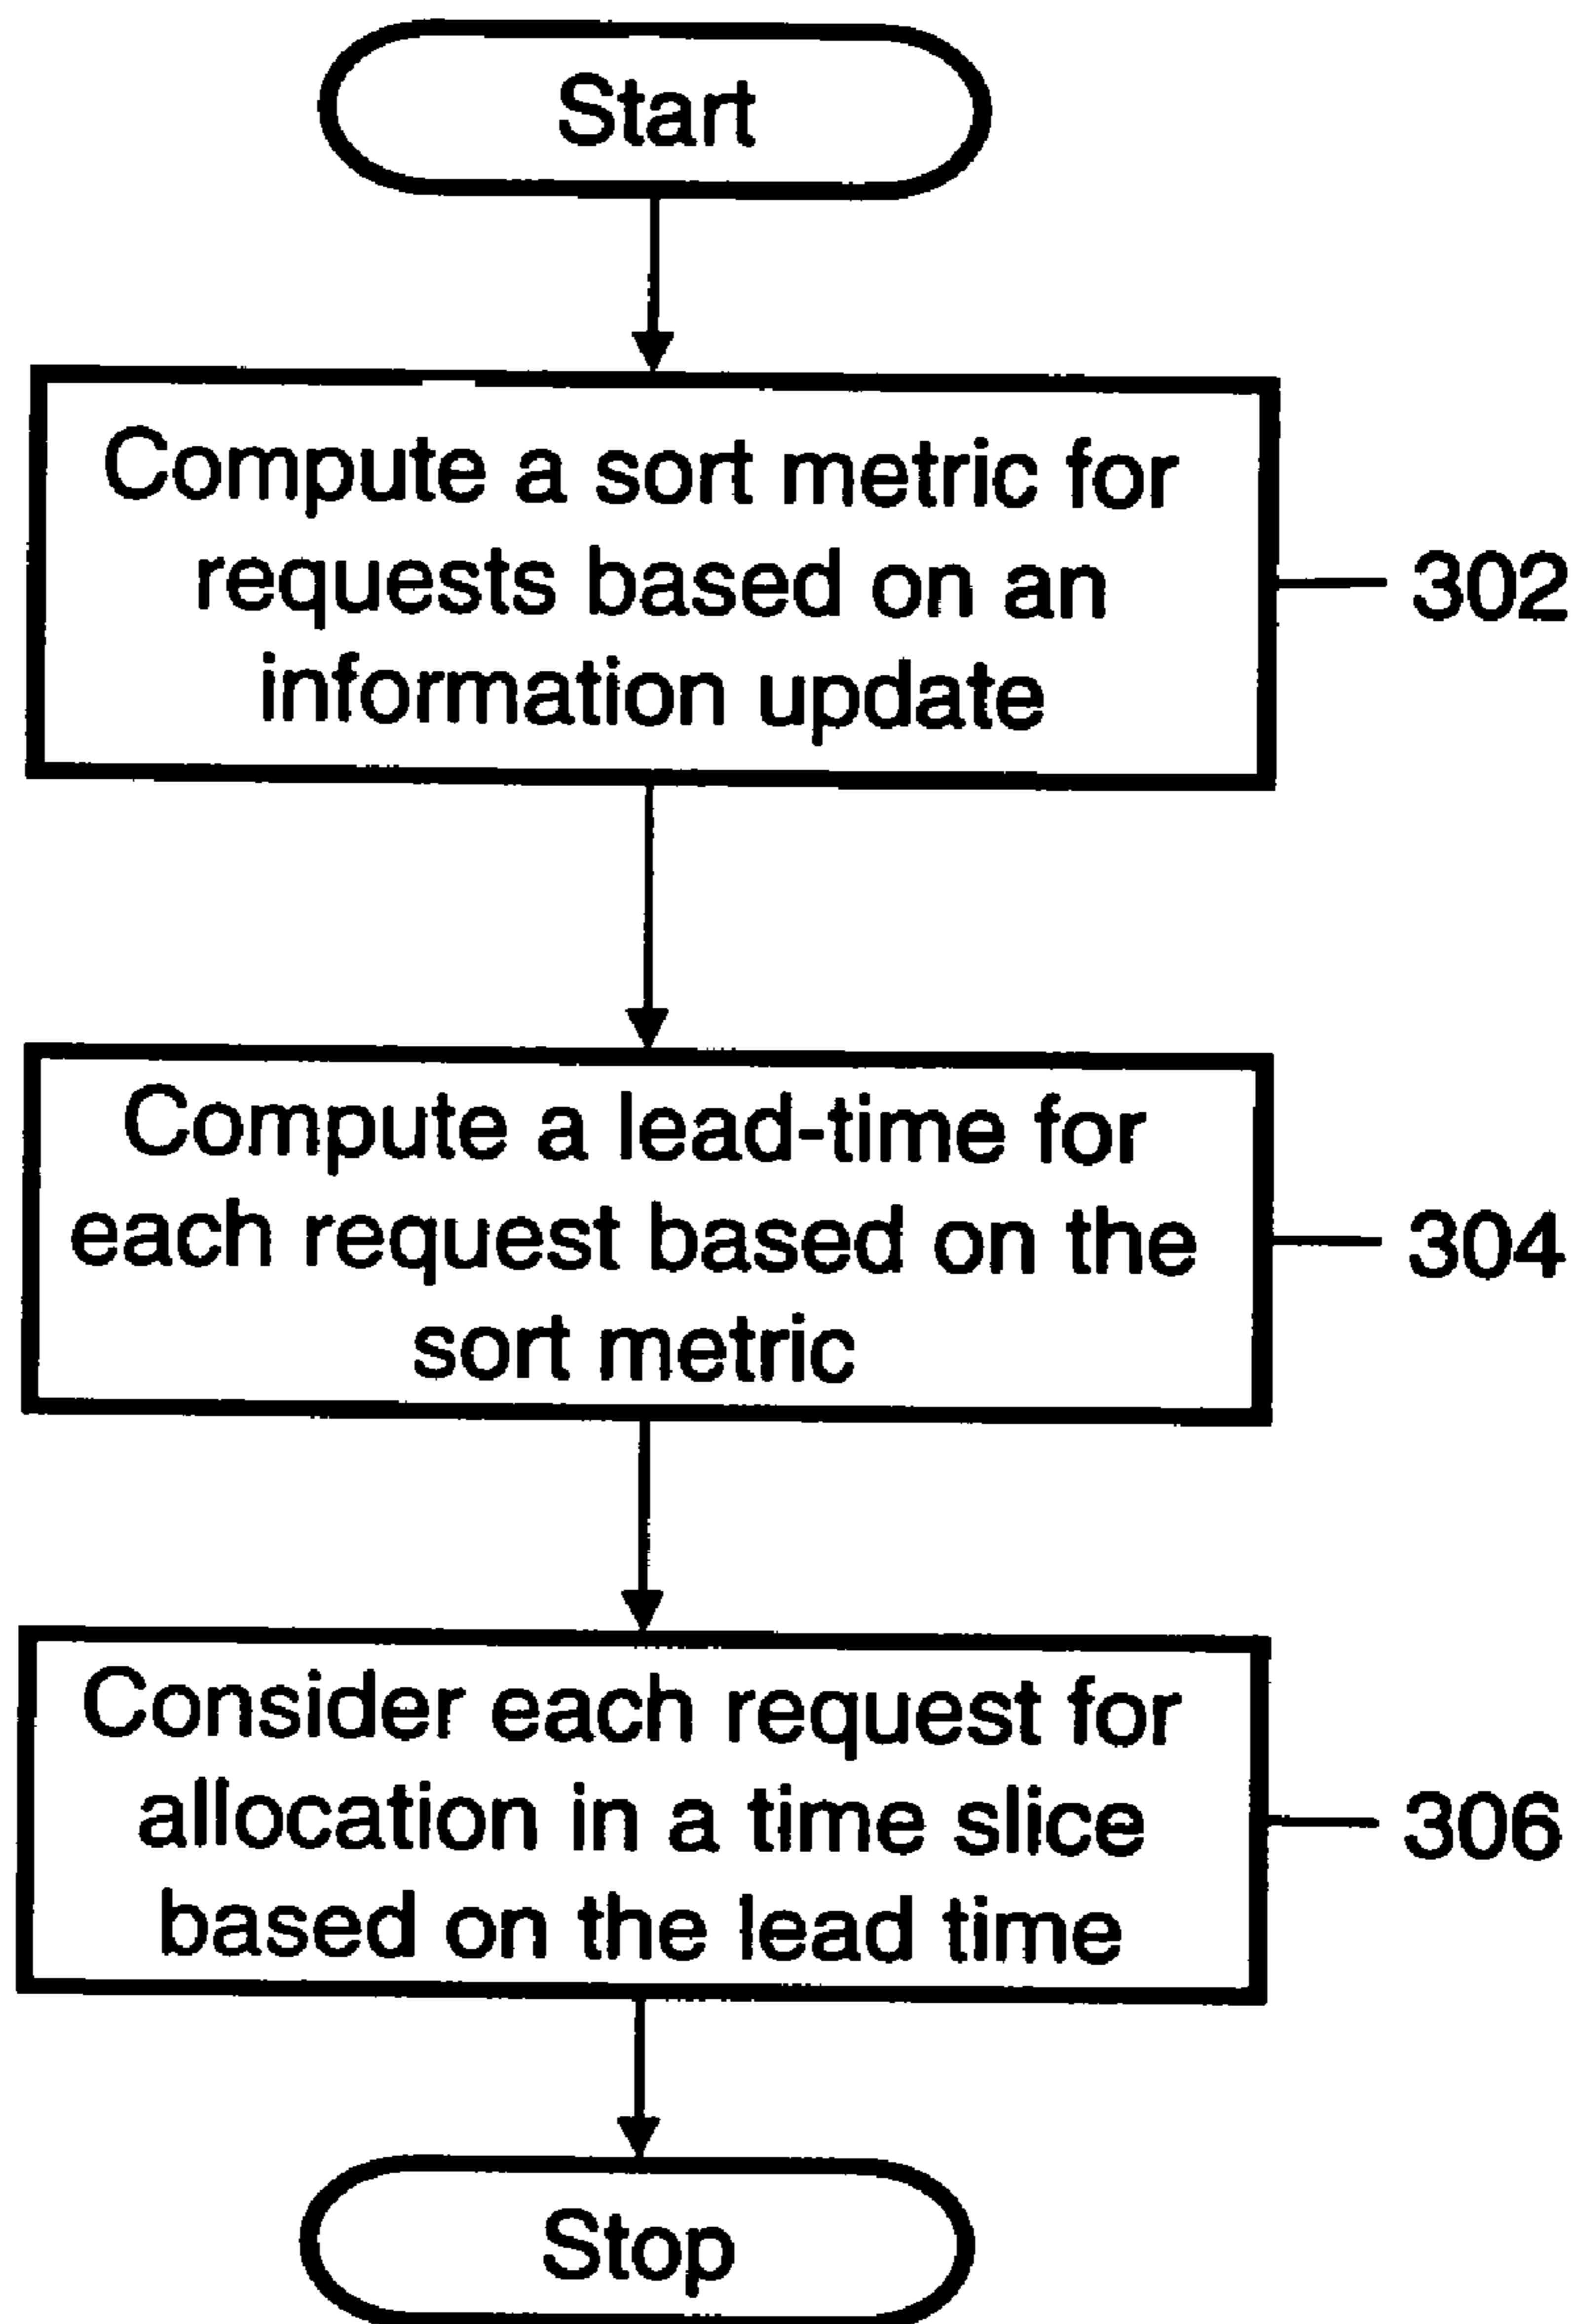 Start
Compute a sort metric for
requests based on an
information update
302
Compute a lead-time for
each request based on the
sort metric
304
Consider each request for
allocation in a time slice
based on the lead time
306
Stop